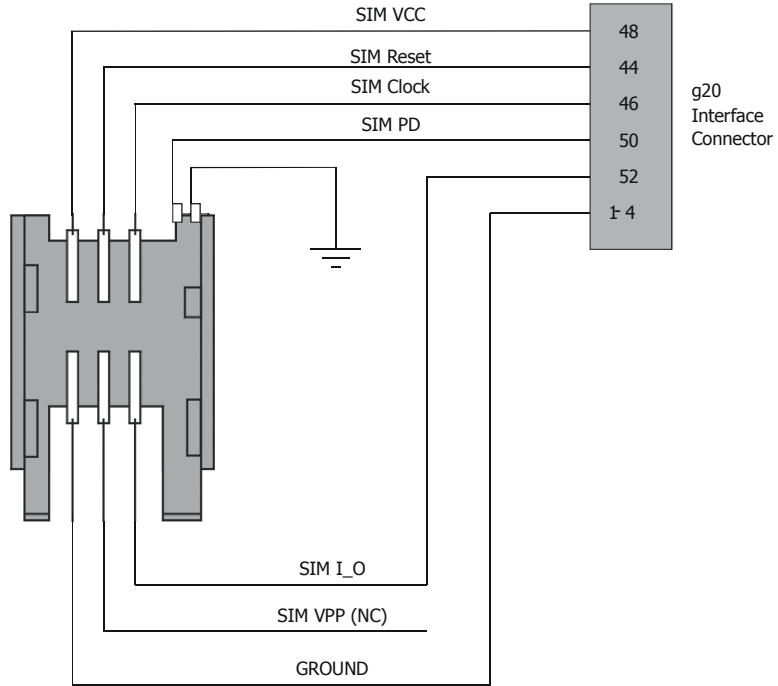 SIM VCC
48
SIM Reset
44
SIM Clock
46
SIM PD
50
52
1-4
g20
Interface
Connector
SIM I_O
SIM VPP (NC)
GROUND